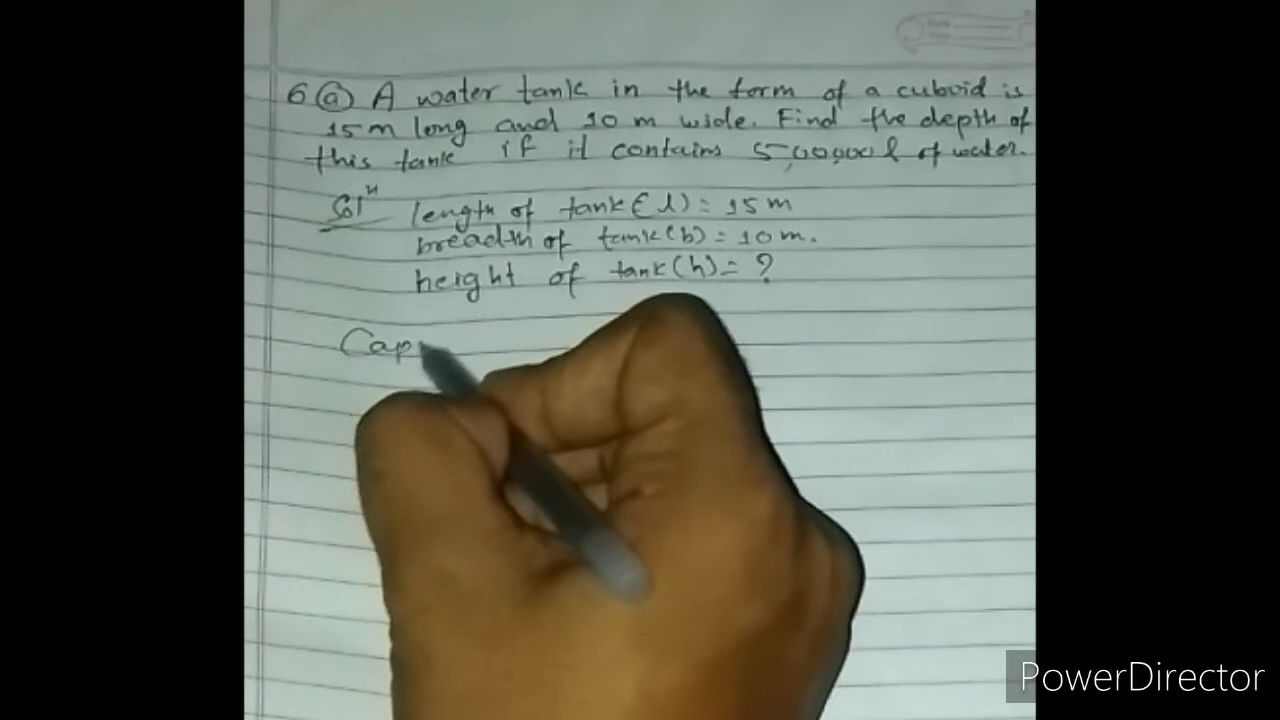 6 (a) A water tank in the form of a cuboid is
15 m long and 10 m wide. Find the depth of
this tank if it contains 5,00,000 l of water.
Solⁿ length of tank (l) = 15 m
breadth of tank (b) = 10 m.
height of tank (h) = ?
Cap
PowerDirector